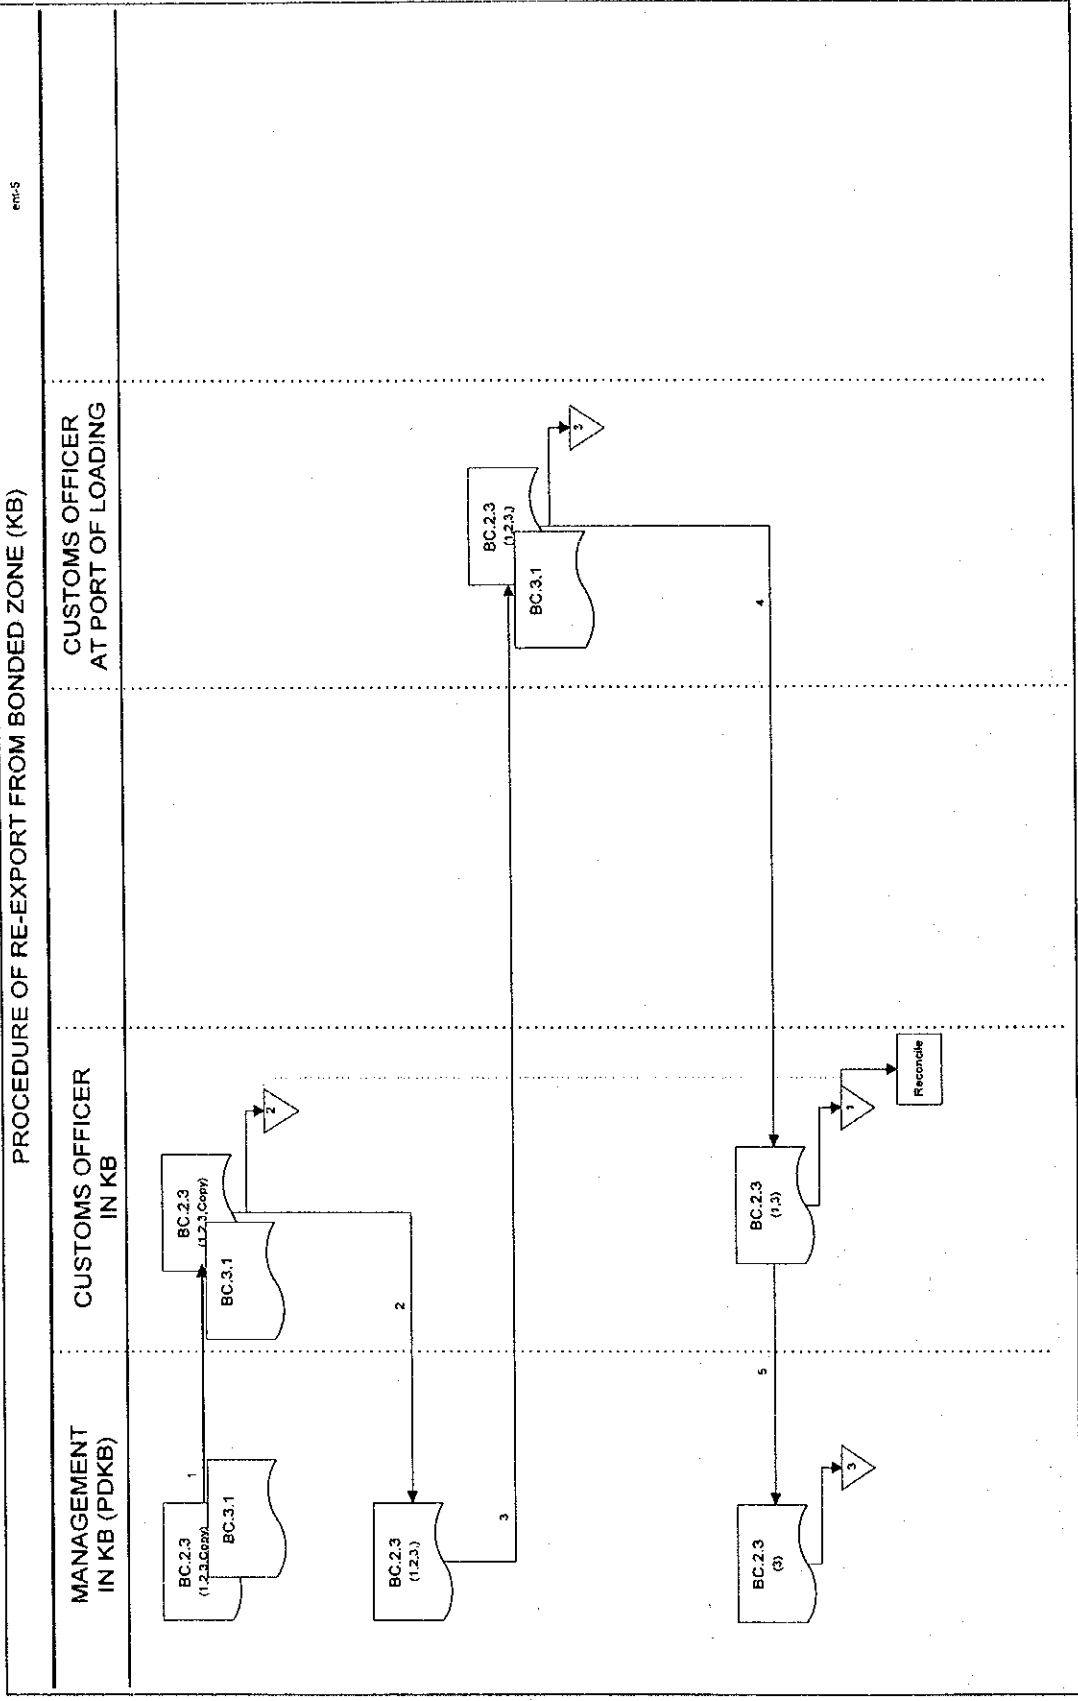 ent-5
PROCEDURE OF RE-EXPORT FROM BONDED ZONE (KB)
MANAGEMENT
IN KB (PDKB)
CUSTOMS OFFICER
IN KB
CUSTOMS OFFICER
AT PORT OF LOADING
BC.2.3
(1,2,3,Copy)
BC.3.1
1
BC.2.3
(1,2,3,Copy)
BC.3.1
2
2
BC.2.3
(1,2,3,)
3
BC.2.3
(1,2,3,)
BC.3.1
3
4
BC.2.3
(1,3)
1
Reconcile
5
BC.2.3
(3)
3